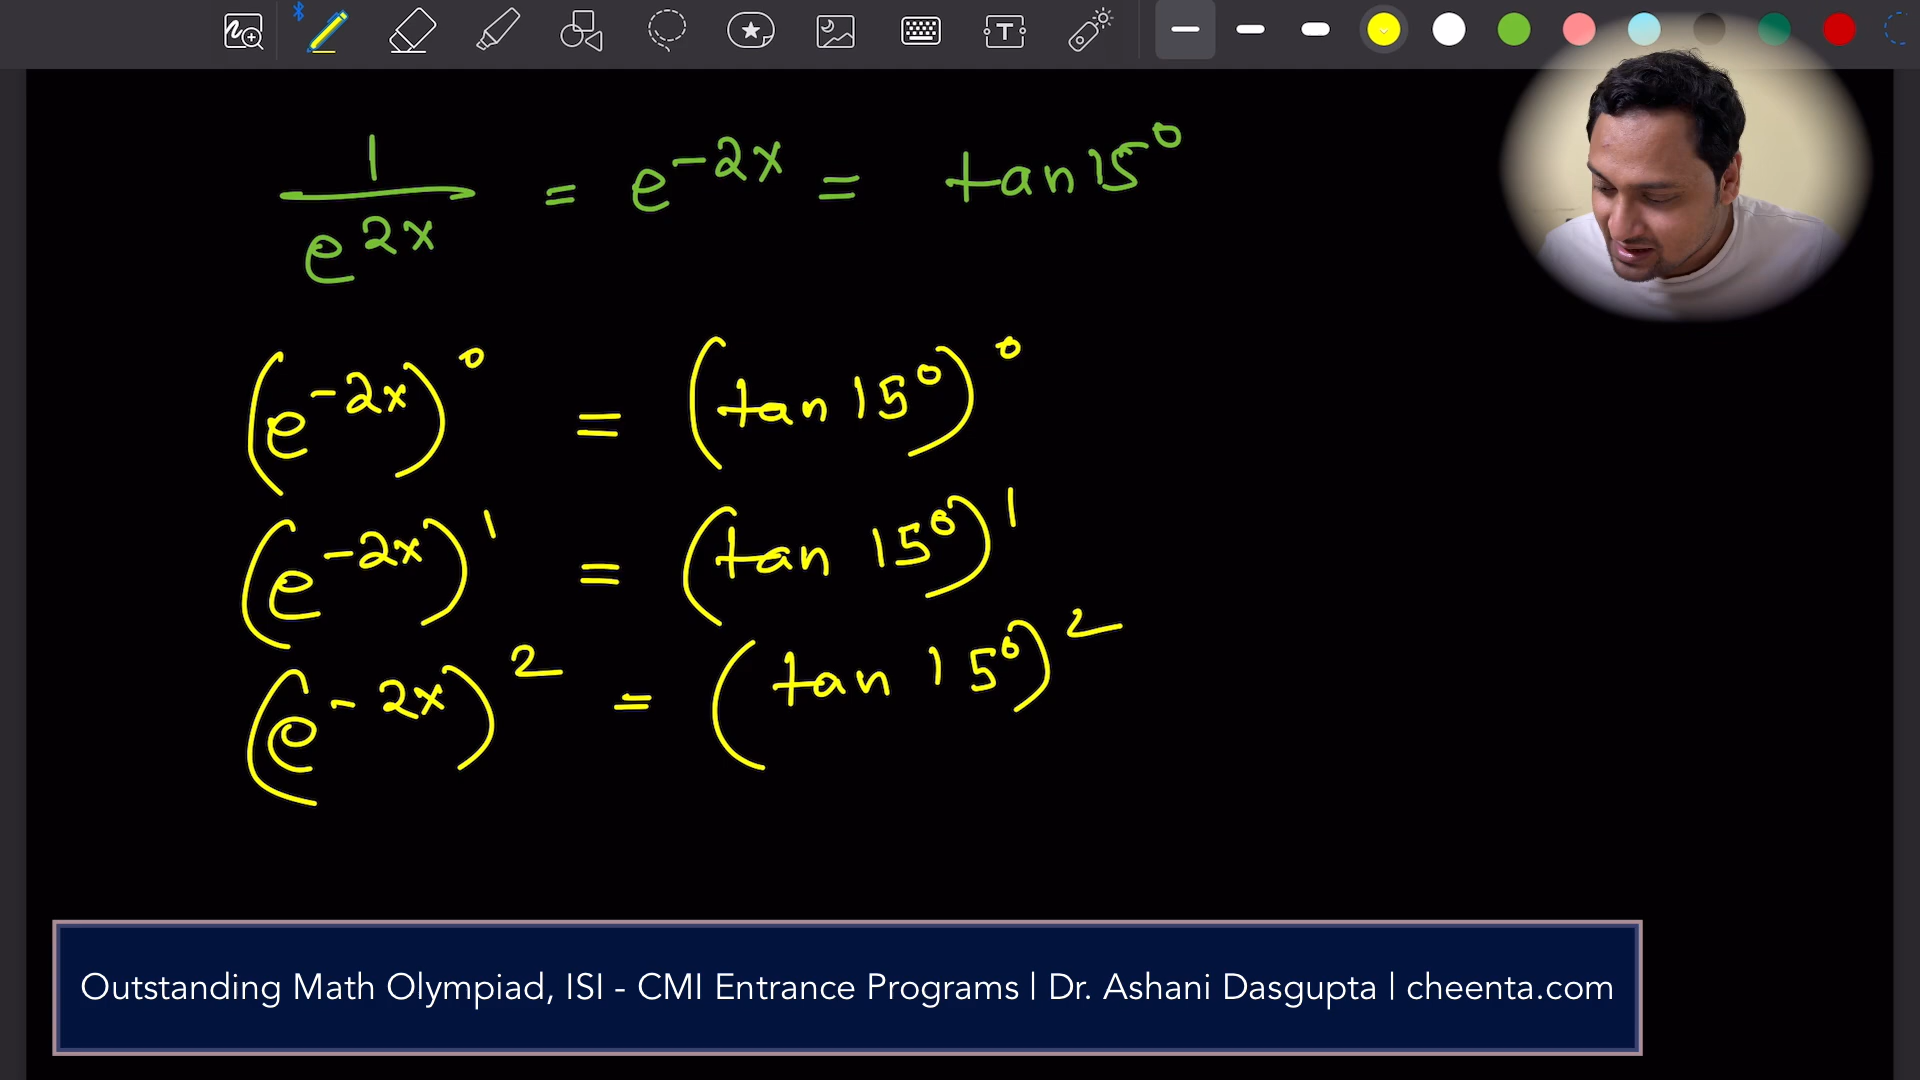 1/e^{2x} = e^{-2x} = tan 15°
(e^{-2x})^0 = (tan 15°)^0
(e^{-2x})^1 = (tan 15°)^1
(e^{-2x})^2 = (tan 15°)^2
Outstanding Math Olympiad, ISI - CMI Entrance Programs | Dr. Ashani Dasgupta | cheenta.com